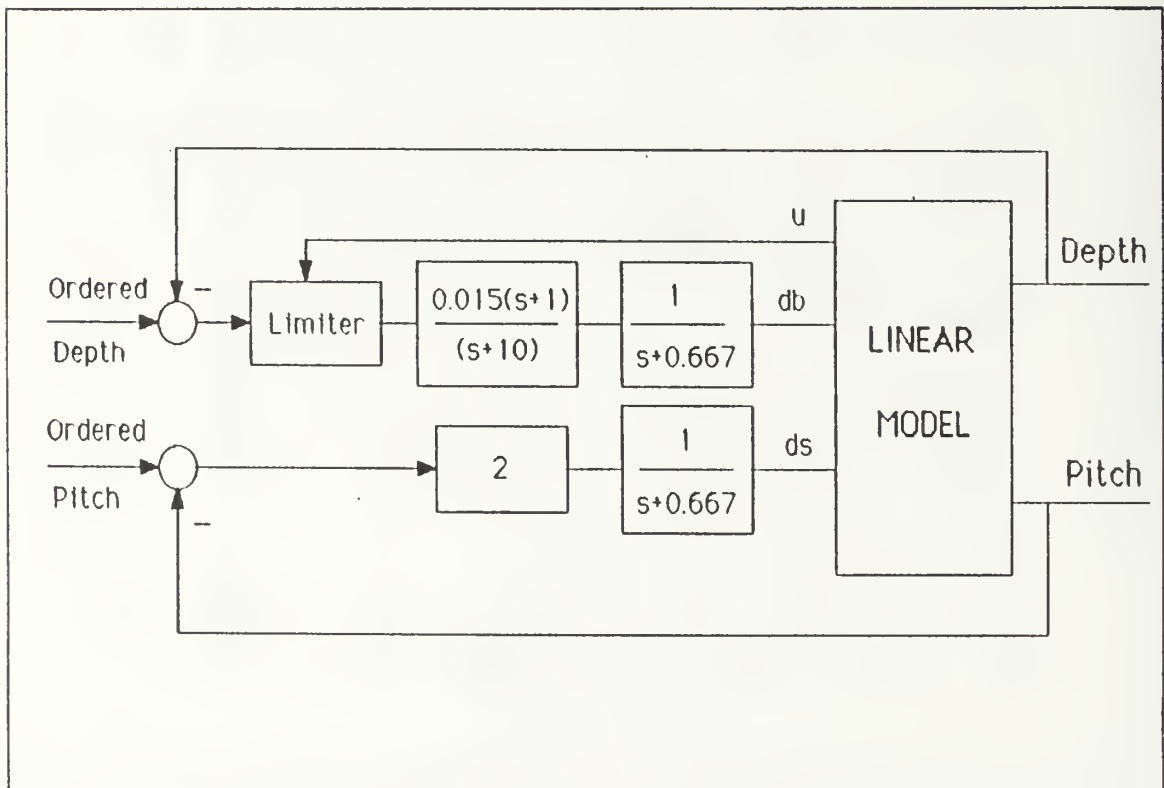 u
Depth
Ordered
Depth
−
Limiter
0.015(s+1)
(s+10)
1
s+0.667
db
LINEAR
MODEL
Ordered
Pitch
−
2
1
s+0.667
ds
Pitch